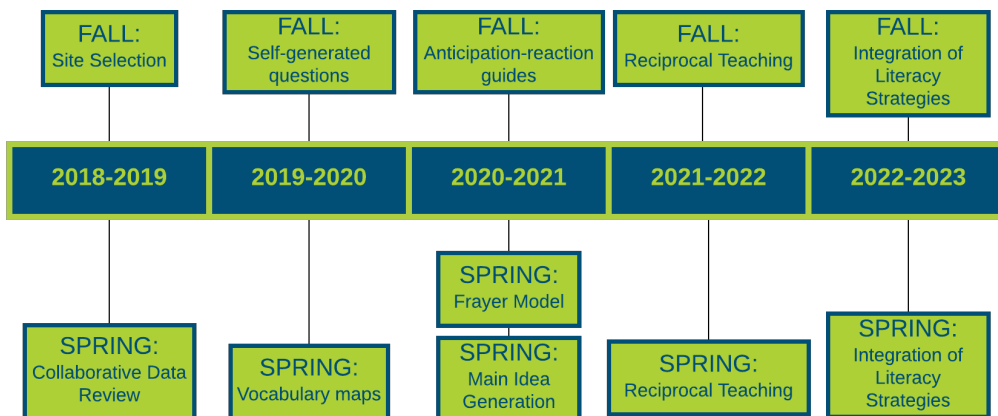 FALL:
Site Selection
FALL:
Self-generated
questions
FALL:
Anticipation-reaction
guides
FALL:
Reciprocal Teaching
FALL:
Integration of
Literacy
Strategies
2018-2019
2019-2020
2020-2021
2021-2022
2022-2023
SPRING:
Collaborative Data
Review
SPRING:
Vocabulary maps
SPRING:
Frayer Model
SPRING:
Main Idea
Generation
SPRING:
Reciprocal Teaching
SPRING:
Integration of
Literacy
Strategies